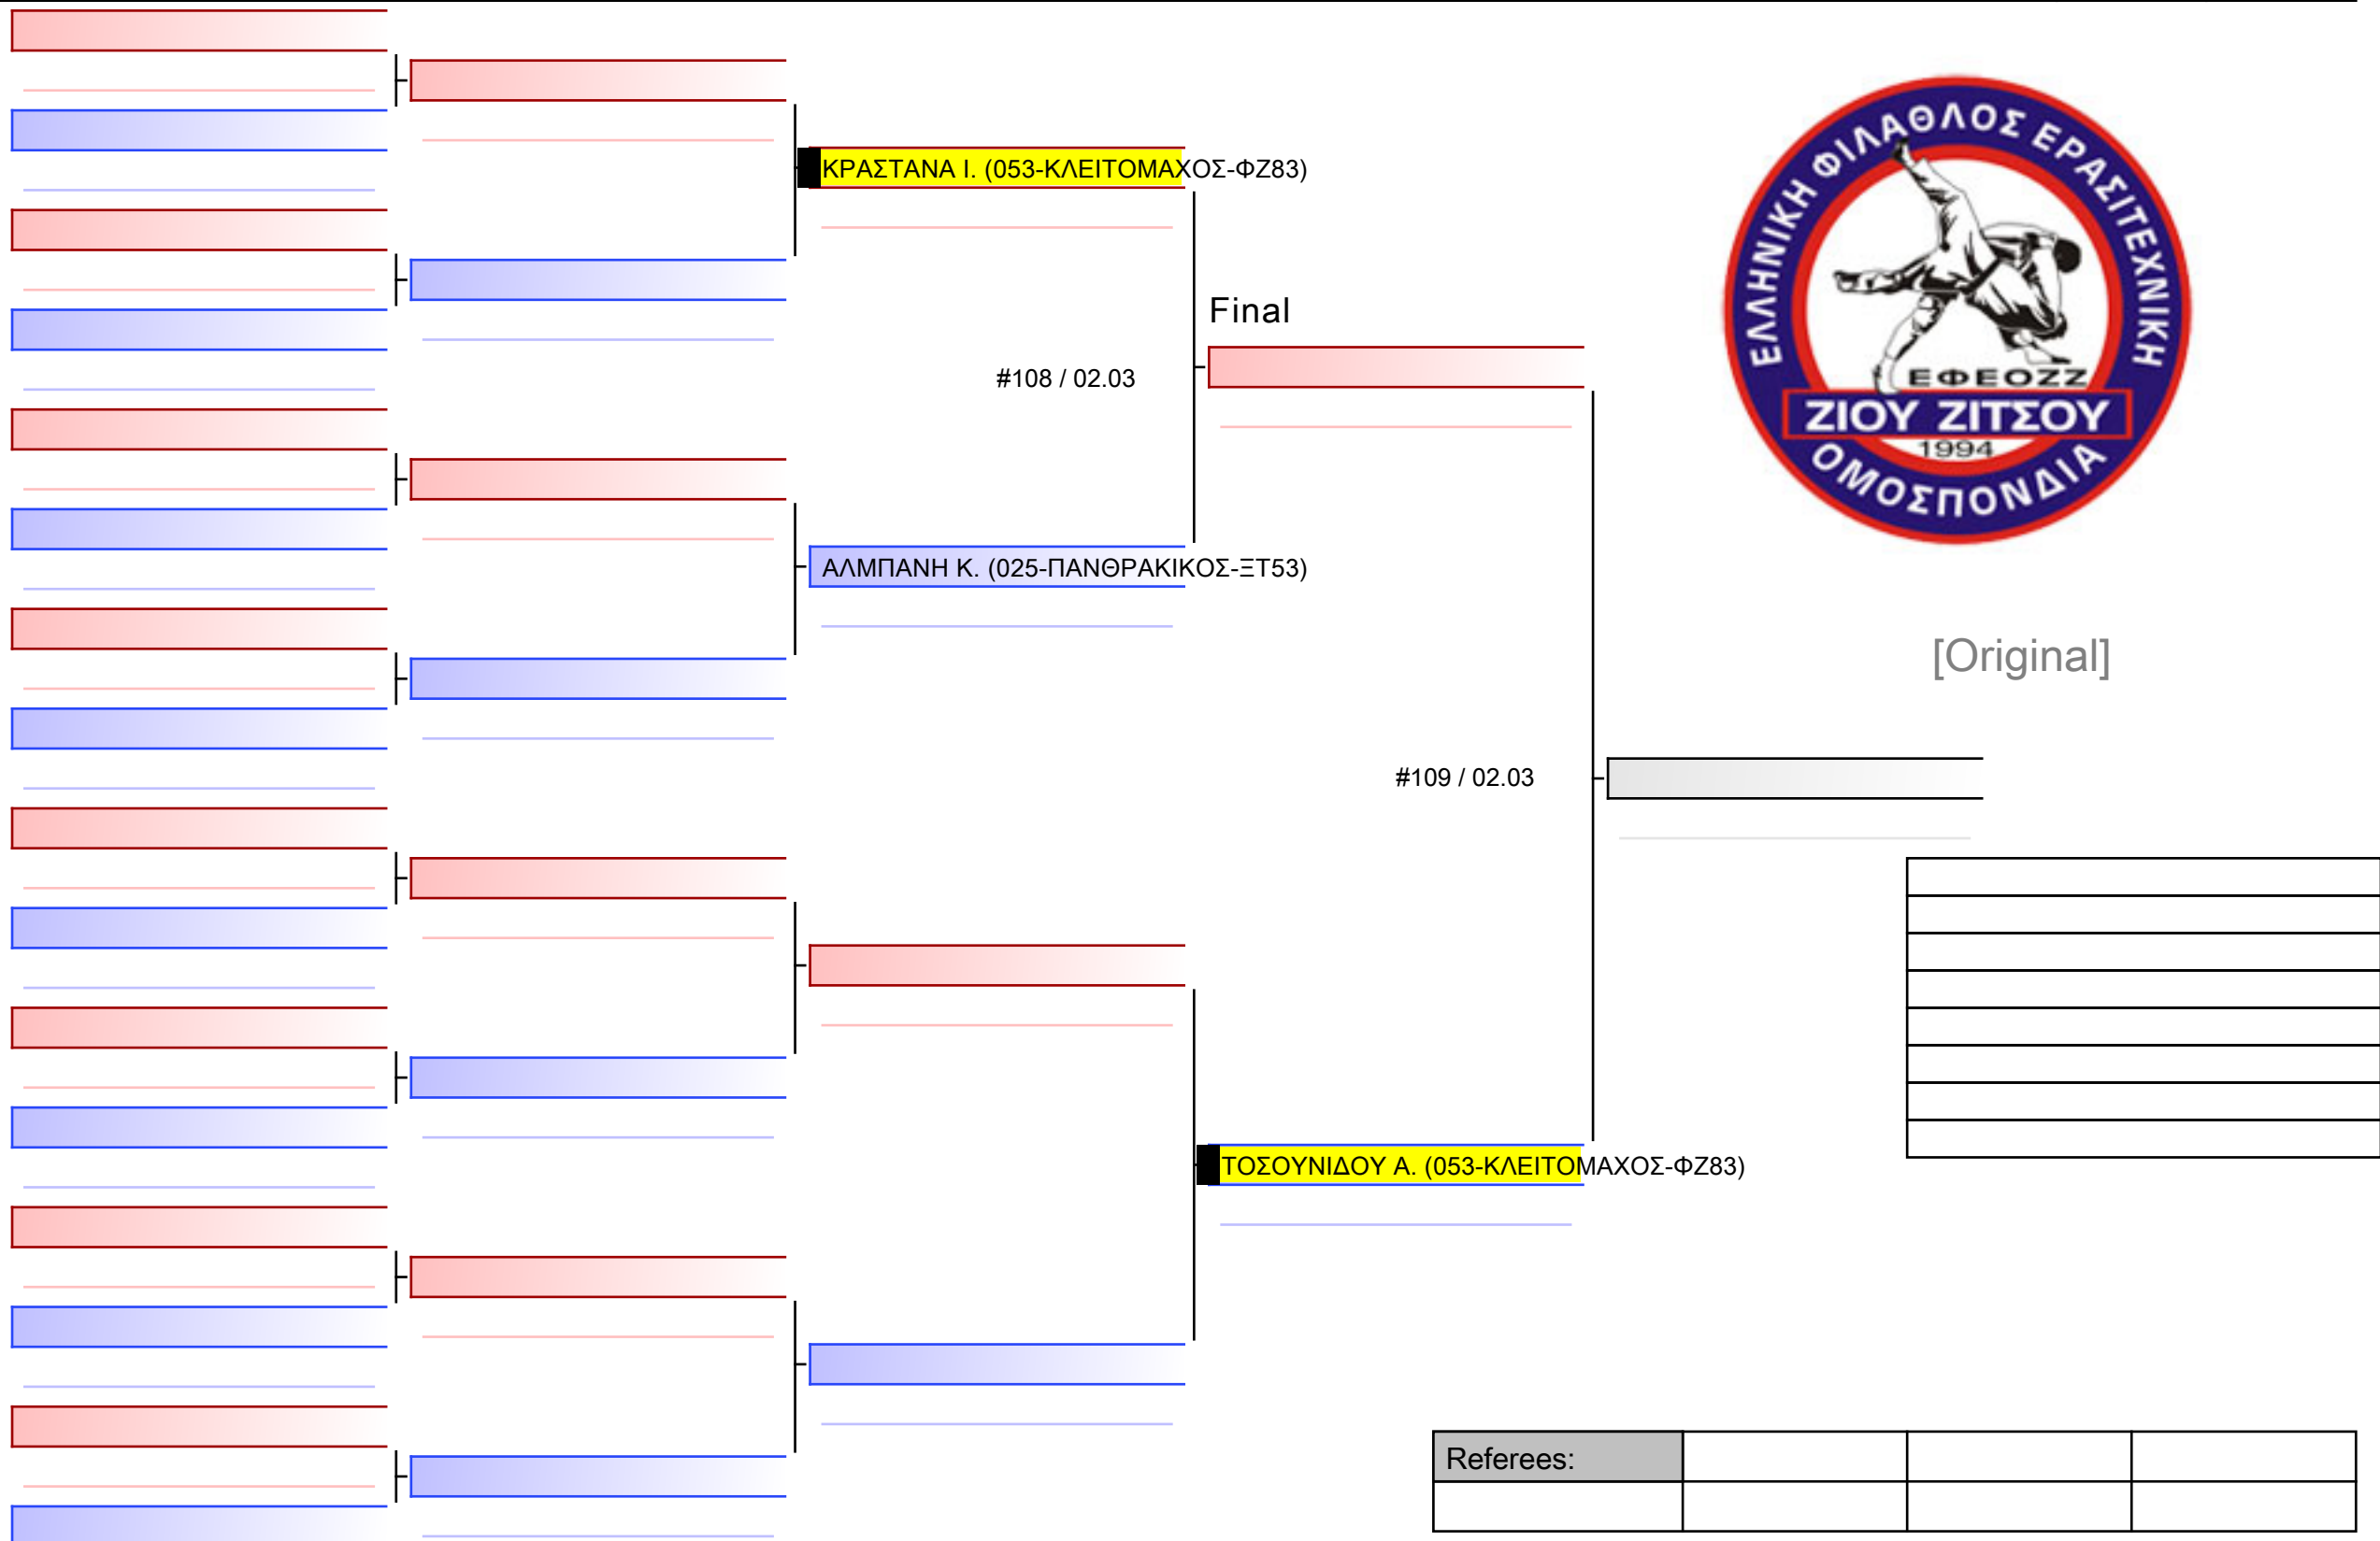 ΚΡΑΣΤΑΝΑ Ι. (053-ΚΛΕΙΤΟΜΑΧΟΣ-ΦΖ83)
Final
#108 / 02.03
ΑΛΜΠΑΝΗ Κ. (025-ΠΑΝΘΡΑΚΙΚΟΣ-ΞΤ53)
#109 / 02.03
ΤΟΣΟΥΝΙΔΟΥ Α. (053-ΚΛΕΙΤΟΜΑΧΟΣ-ΦΖ83)
ΕΛΛΗΝΙΚΗ ΦΙΛΑΘΛΟΣ ΕΡΑΣΙΤΕΧΝΙΚΗ
ΕΦΕΟΖΖ
ΖΙΟΥ ΖΙΤΣΟΥ
1994
ΟΜΟΣΠΟΝΔΙΑ
[Original]
Referees: